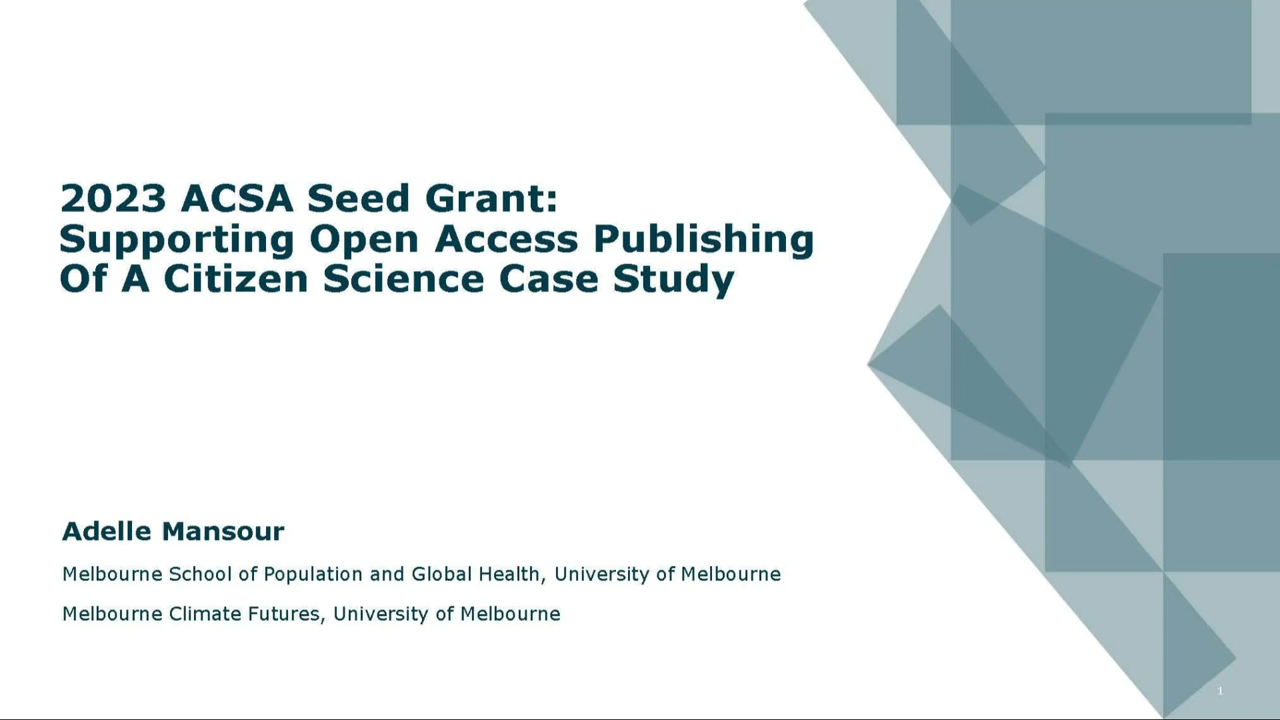 2023 ACSA Seed Grant:
Supporting Open Access Publishing
Of A Citizen Science Case Study
Adelle Mansour
Melbourne School of Population and Global Health, University of Melbourne
Melbourne Climate Futures, University of Melbourne
1